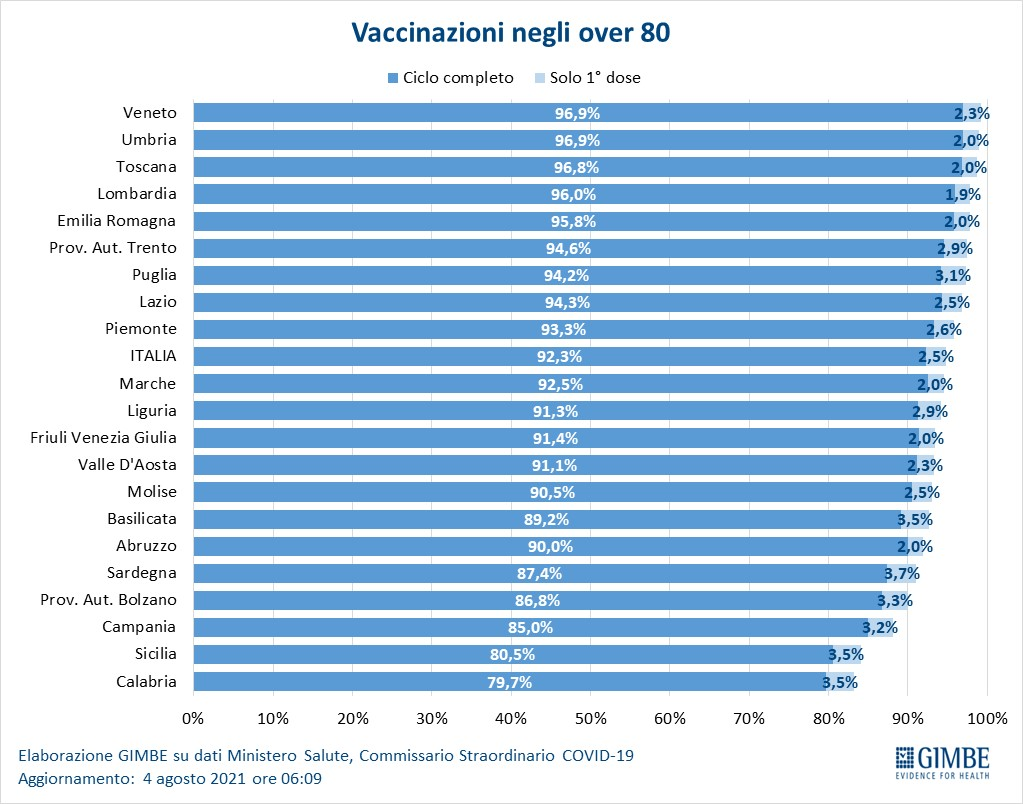 Vaccinazioni negli over 80
Ciclo completo Solo 1° dose
Veneto 96,9% 2,3%
Umbria 96,9% 2,0%
Toscana 96,8% 2,0%
Lombardia 96,0% 1,9%
Emilia Romagna 95,8% 2,0%
Prov. Aut. Trento 94,6% 2,9%
Puglia 94,2% 3,1%
Lazio 94,3% 2,5%
Piemonte 93,3% 2,6%
ITALIA 92,3% 2,5%
Marche 92,5% 2,0%
Liguria 91,3% 2,9%
Friuli Venezia Giulia 91,4% 2,0%
Valle D'Aosta 91,1% 2,3%
Molise 90,5% 2,5%
Basilicata 89,2% 3,5%
Abruzzo 90,0% 2,0%
Sardegna 87,4% 3,7%
Prov. Aut. Bolzano 86,8% 3,3%
Campania 85,0% 3,2%
Sicilia 80,5% 3,5%
Calabria 79,7% 3,5%
0% 10% 20% 30% 40% 50% 60% 70% 80% 90% 100%
Elaborazione GIMBE su dati Ministero Salute, Commissario Straordinario COVID-19
Aggiornamento: 4 agosto 2021 ore 06:09
GIMBE
EVIDENCE FOR HEALTH